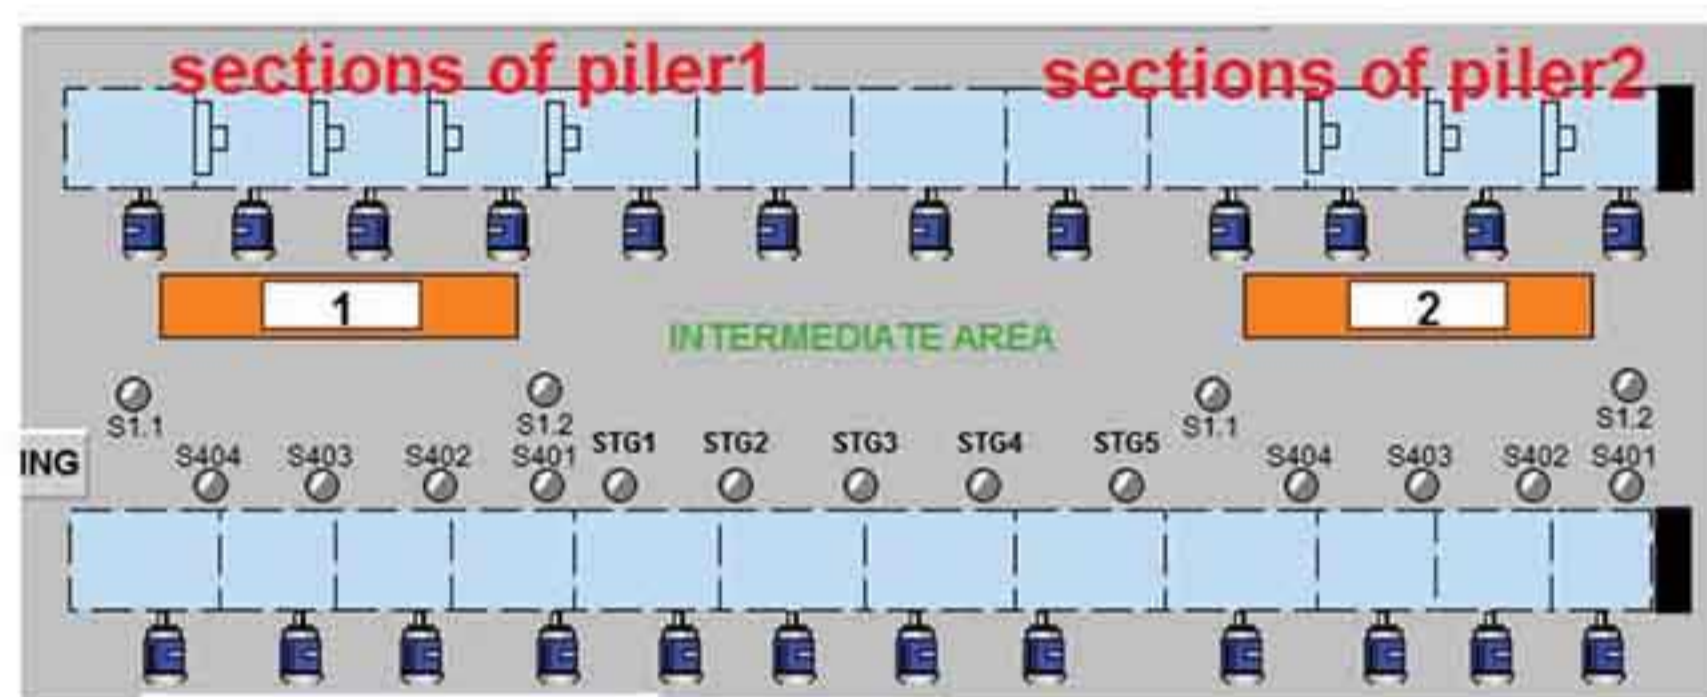 sections of piler1 sections of piler2
1 2
INTERMEDIATE AREA
S1.1 S1.2 S1.1 S1.2
ING S404 S403 S402 S401 STG1 STG2 STG3 STG4 STG5 S404 S403 S402 S401